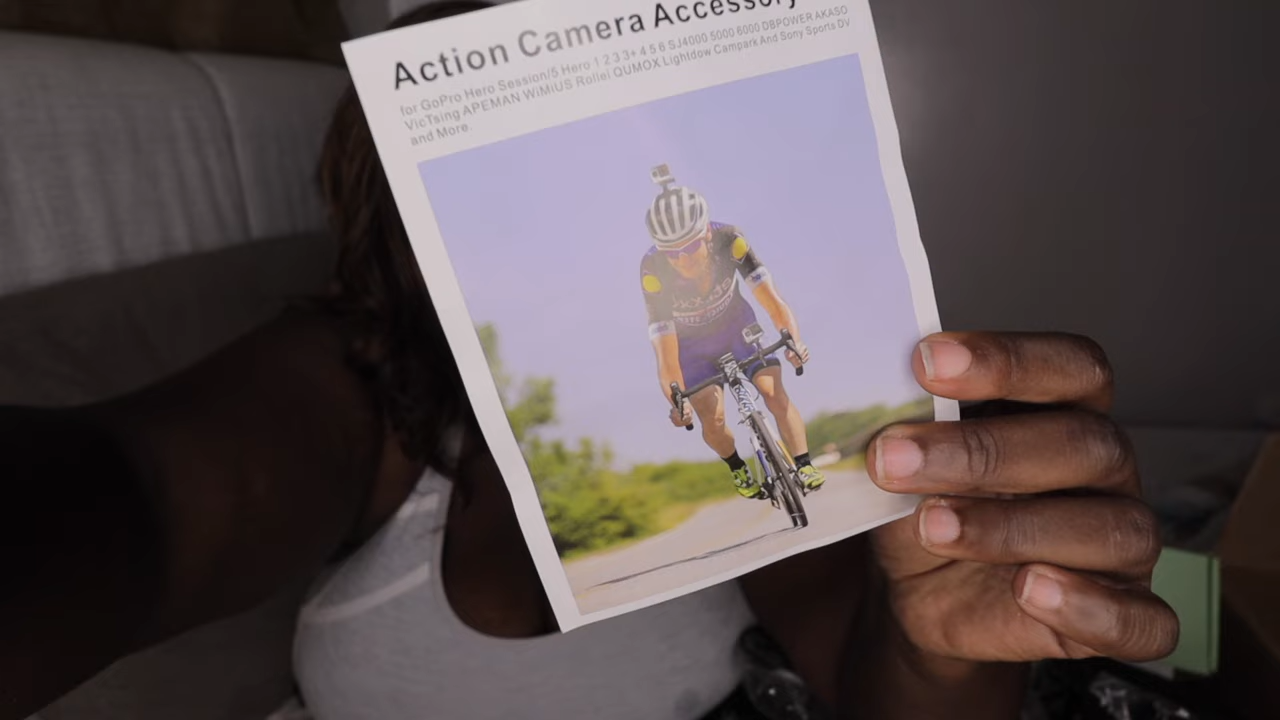 Action Camera Accessory
for GoPro Hero Session/5 Hero 1 2 3 3+ 4 5 6 SJ4000 5000 6000 DBPOWER AKASO
VicTsing APEMAN WiMiUS Rollei QUMOX Lightdow Campark And Sony Sports DV
and More.